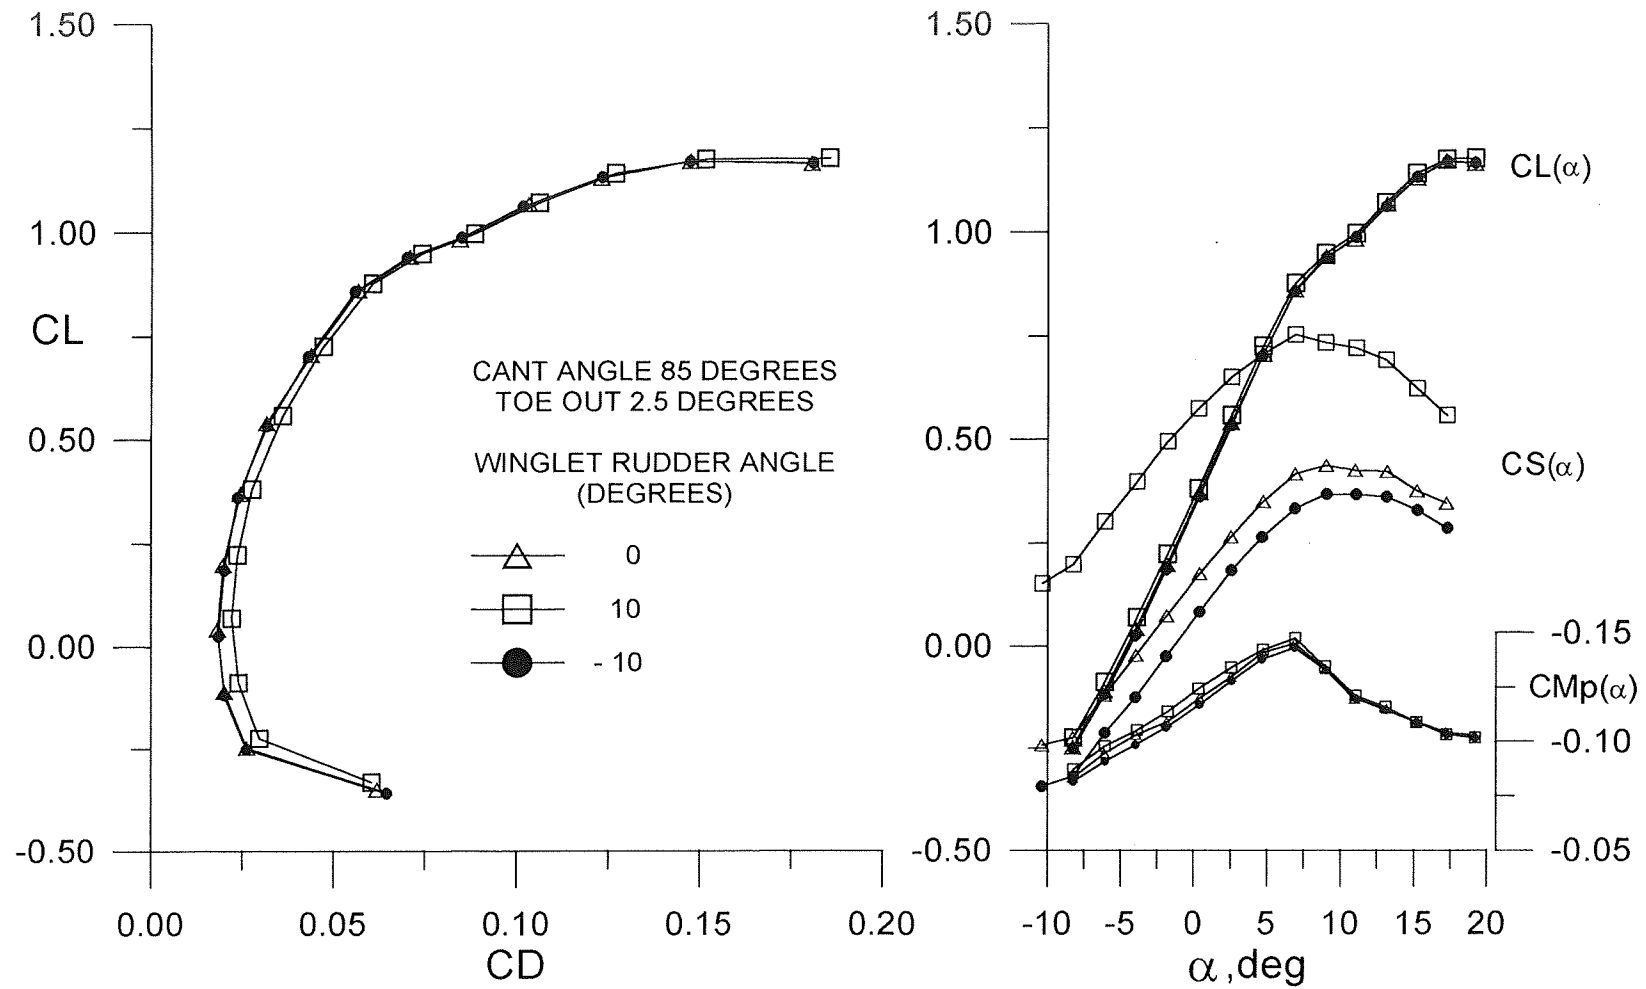 1.50
1.00
CL
0.50
0.00
-0.50
0.00
0.05
0.10
0.15
0.20
CD
CANT ANGLE 85 DEGREES
TOE OUT 2.5 DEGREES
WINGLET RUDDER ANGLE
(DEGREES)
0
10
- 10
1.50
1.00
0.50
0.00
-0.50
CL(α)
CS(α)
-0.15
CMp(α)
-0.10
-0.05
-10
-5
0
5
10
15
20
α ,deg